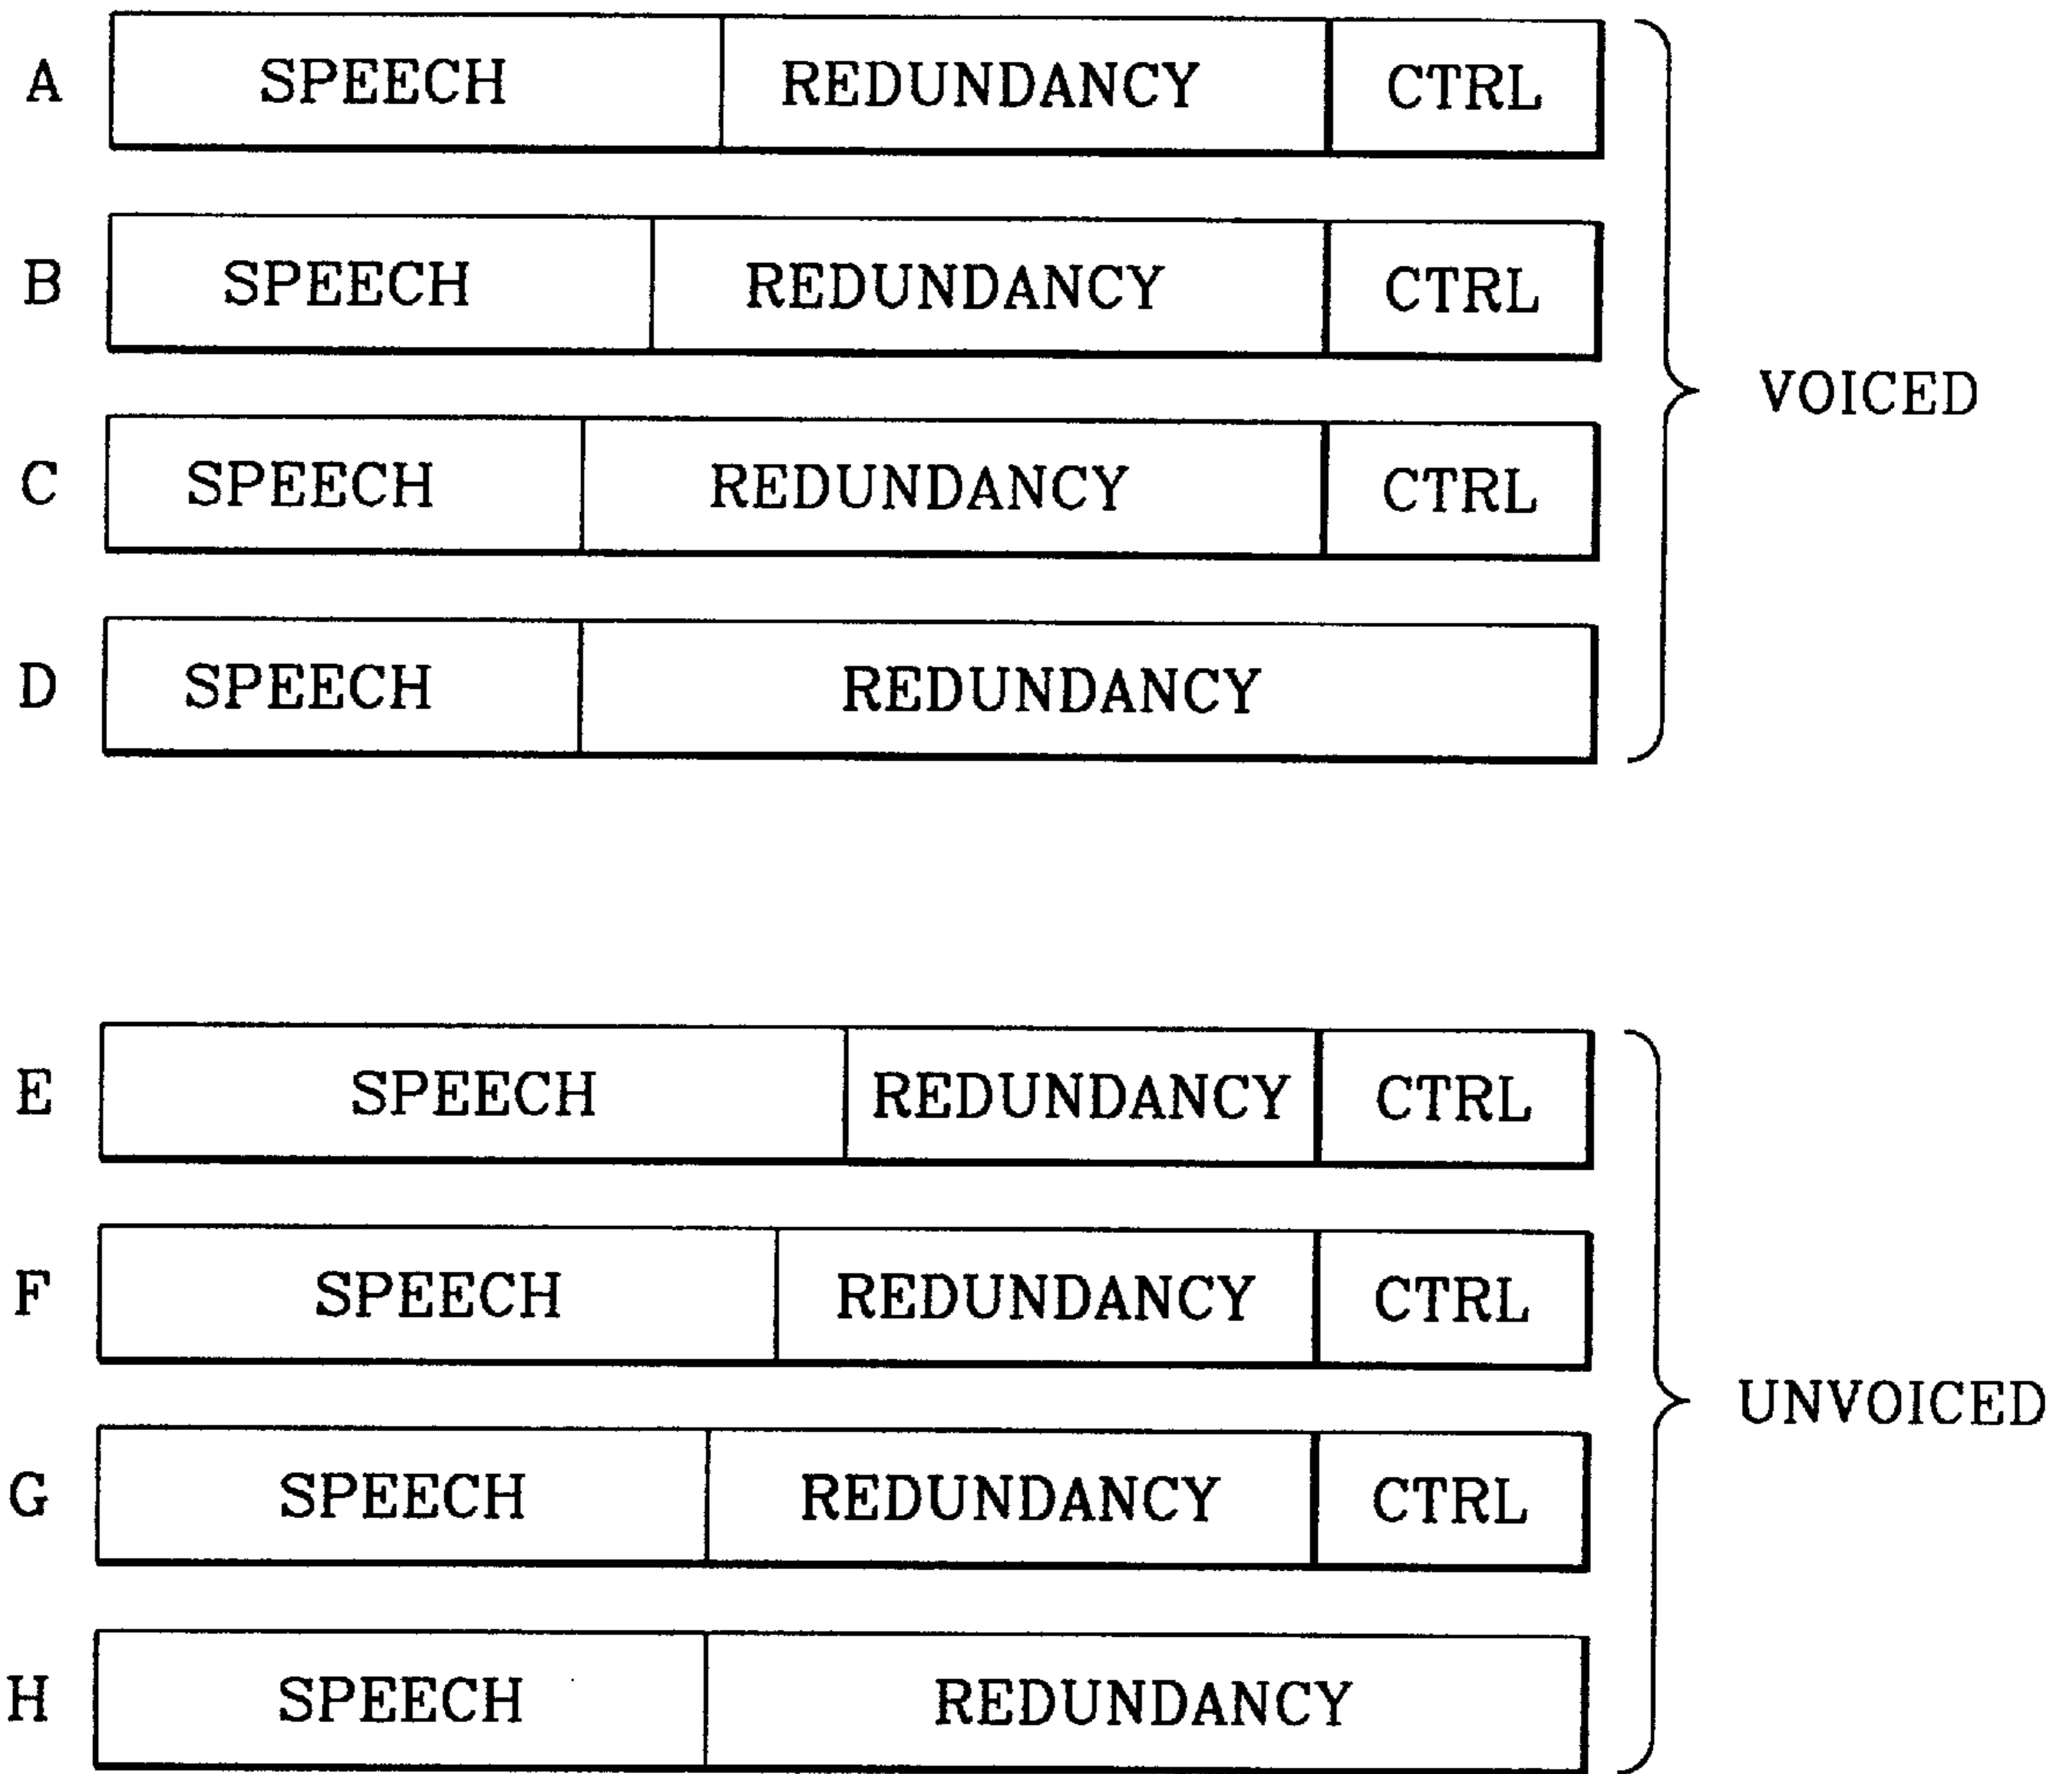 A SPEECH REDUNDANCY CTRL
B SPEECH REDUNDANCY CTRL
C SPEECH REDUNDANCY CTRL
D SPEECH REDUNDANCY
VOICED
E SPEECH REDUNDANCY CTRL
F SPEECH REDUNDANCY CTRL
G SPEECH REDUNDANCY CTRL
H SPEECH REDUNDANCY
UNVOICED